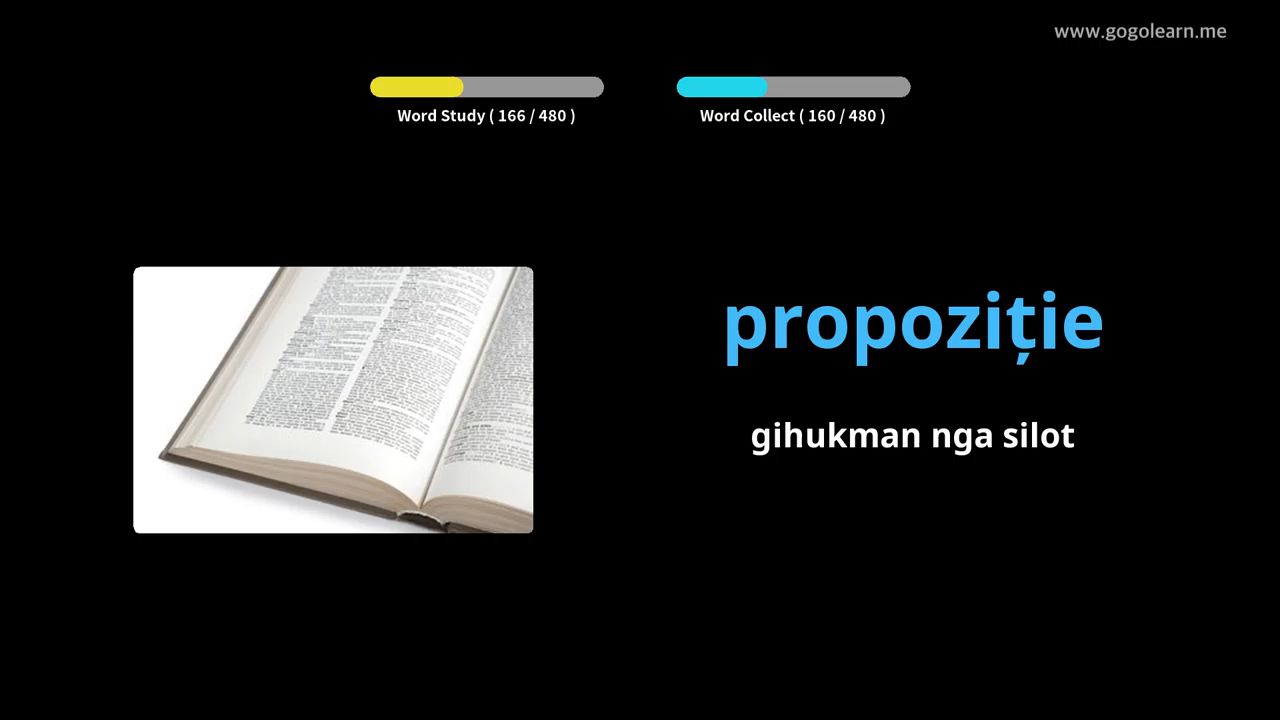 www.gogolearn.me
Word Study ( 166 / 480 )
Word Collect ( 160 / 480 )
propoziție
gihukman nga silot